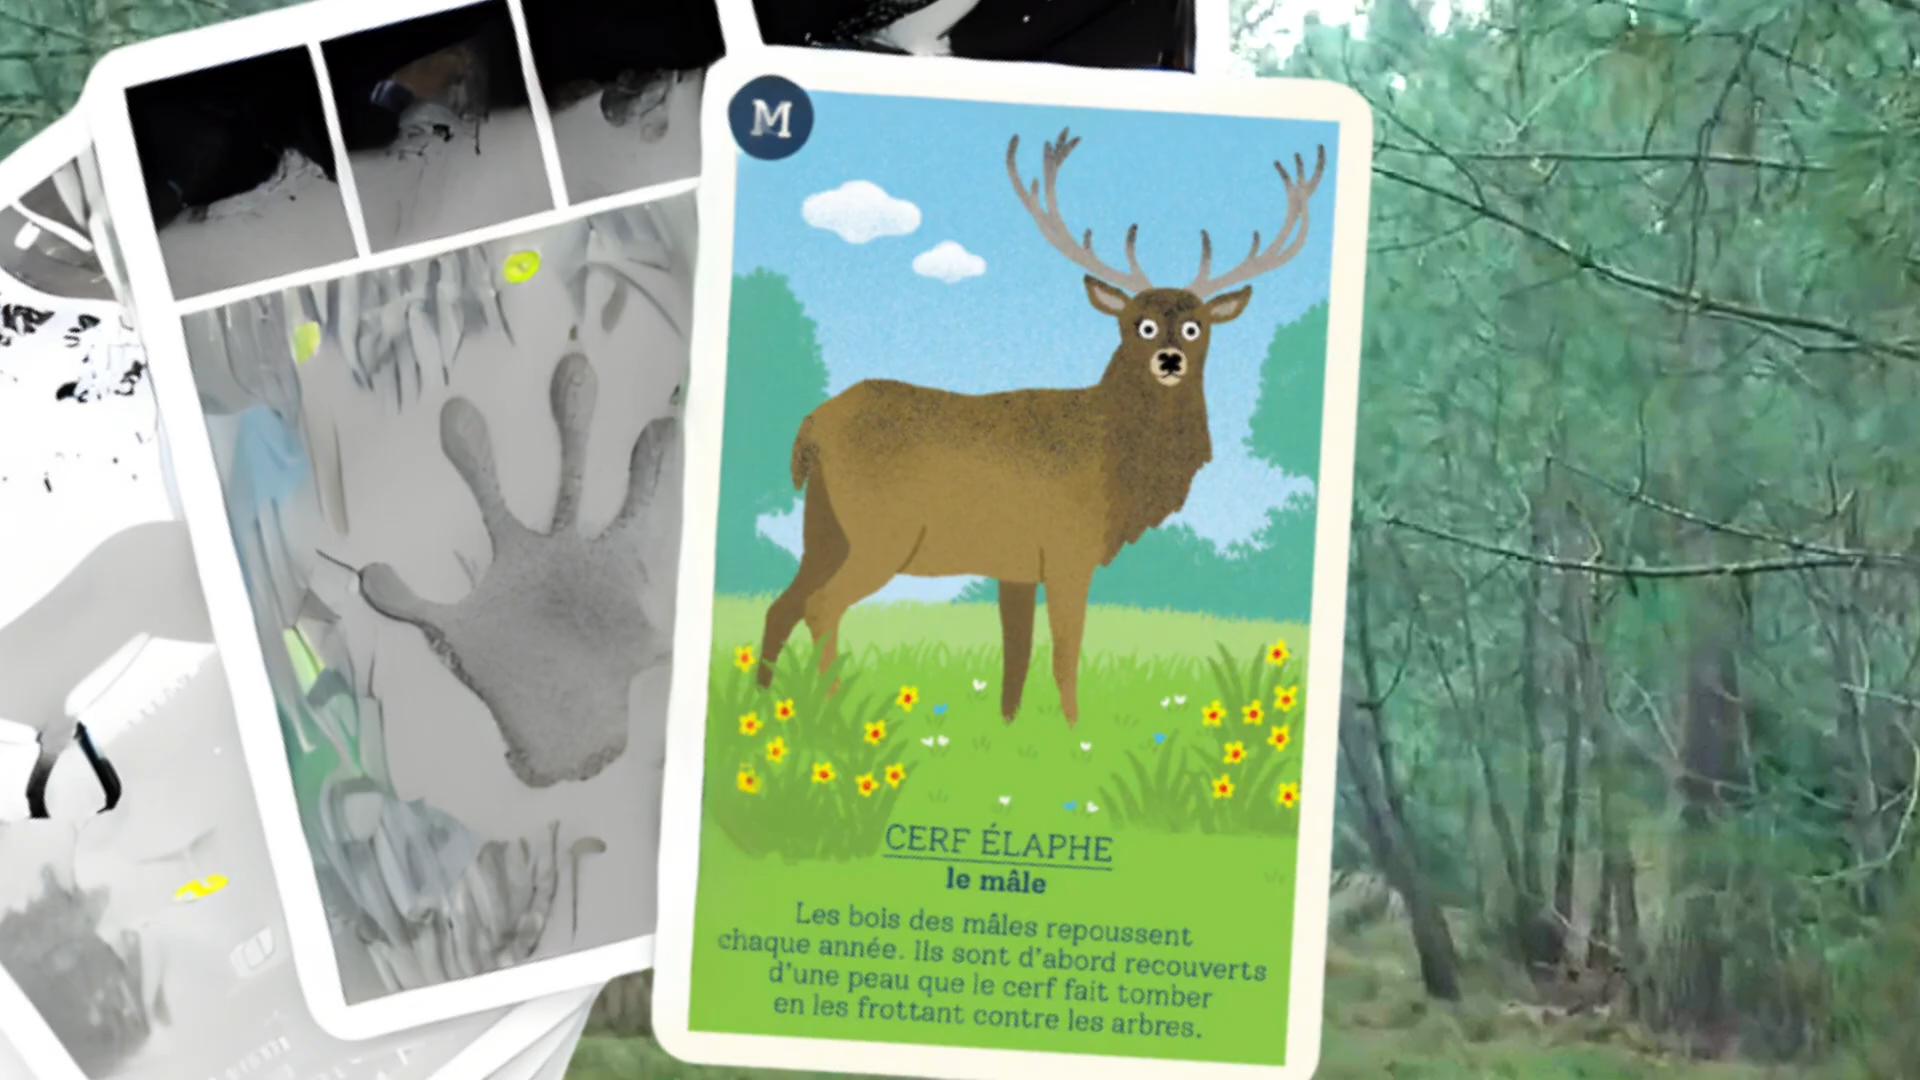 M
CERF ÉLAPHE
le mâle
Les bois des mâles repoussent
chaque année. Ils sont d'abord recouverts
d'une peau que le cerf fait tomber
en les frottant contre les arbres.